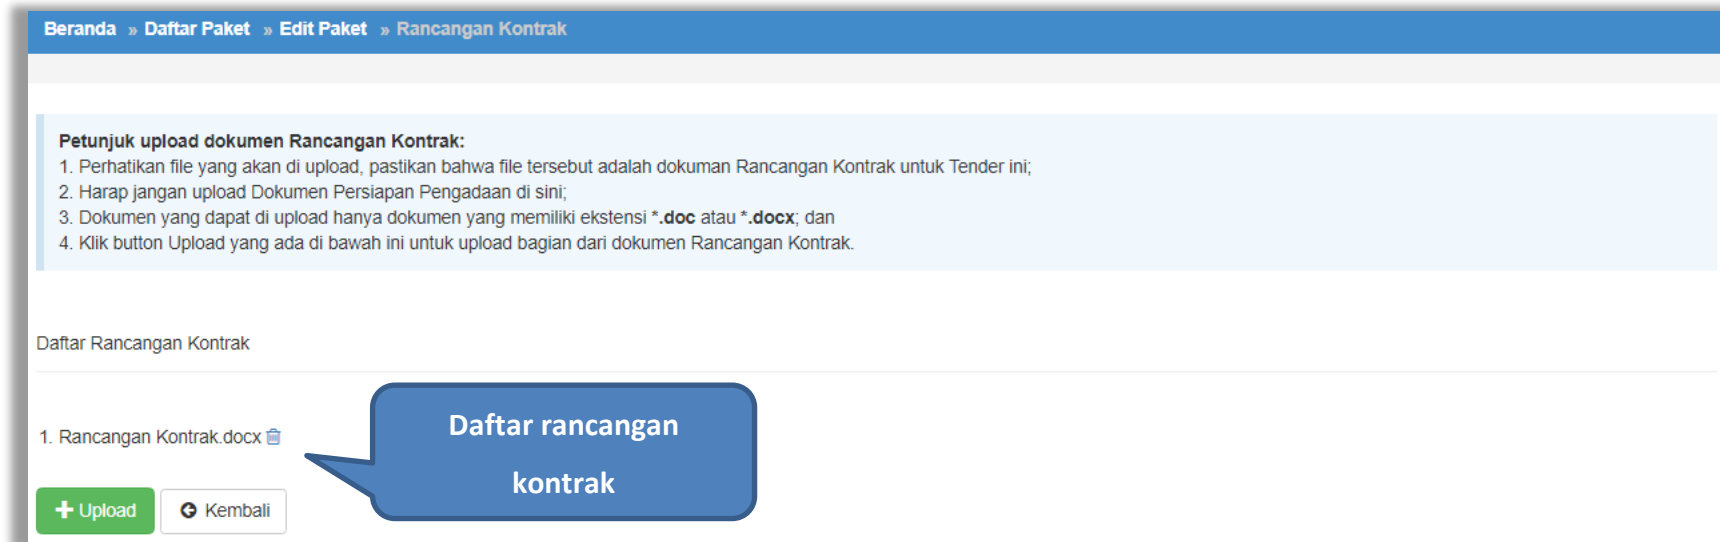 Beranda » Daftar Paket » Edit Paket » Rancangan Kontrak
Petunjuk upload dokumen Rancangan Kontrak:
1. Perhatikan file yang akan di upload, pastikan bahwa file tersebut adalah dokuman Rancangan Kontrak untuk Tender ini;
2. Harap jangan upload Dokumen Persiapan Pengadaan di sini;
3. Dokumen yang dapat di upload hanya dokumen yang memiliki ekstensi *.doc atau *.docx; dan
4. Klik button Upload yang ada di bawah ini untuk upload bagian dari dokumen Rancangan Kontrak.
Daftar Rancangan Kontrak
1. Rancangan Kontrak.docx
Daftar rancangan
kontrak
+ Upload
Kembali